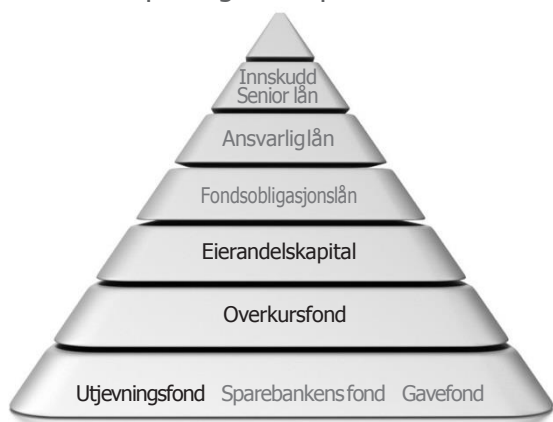 Innskudd
Senior lån
Ansvarlig lån
Fondsobligasjonslån
Eierandelskapital
Overkursfond
Utjevningsfond Sparebankens fond Gavefond